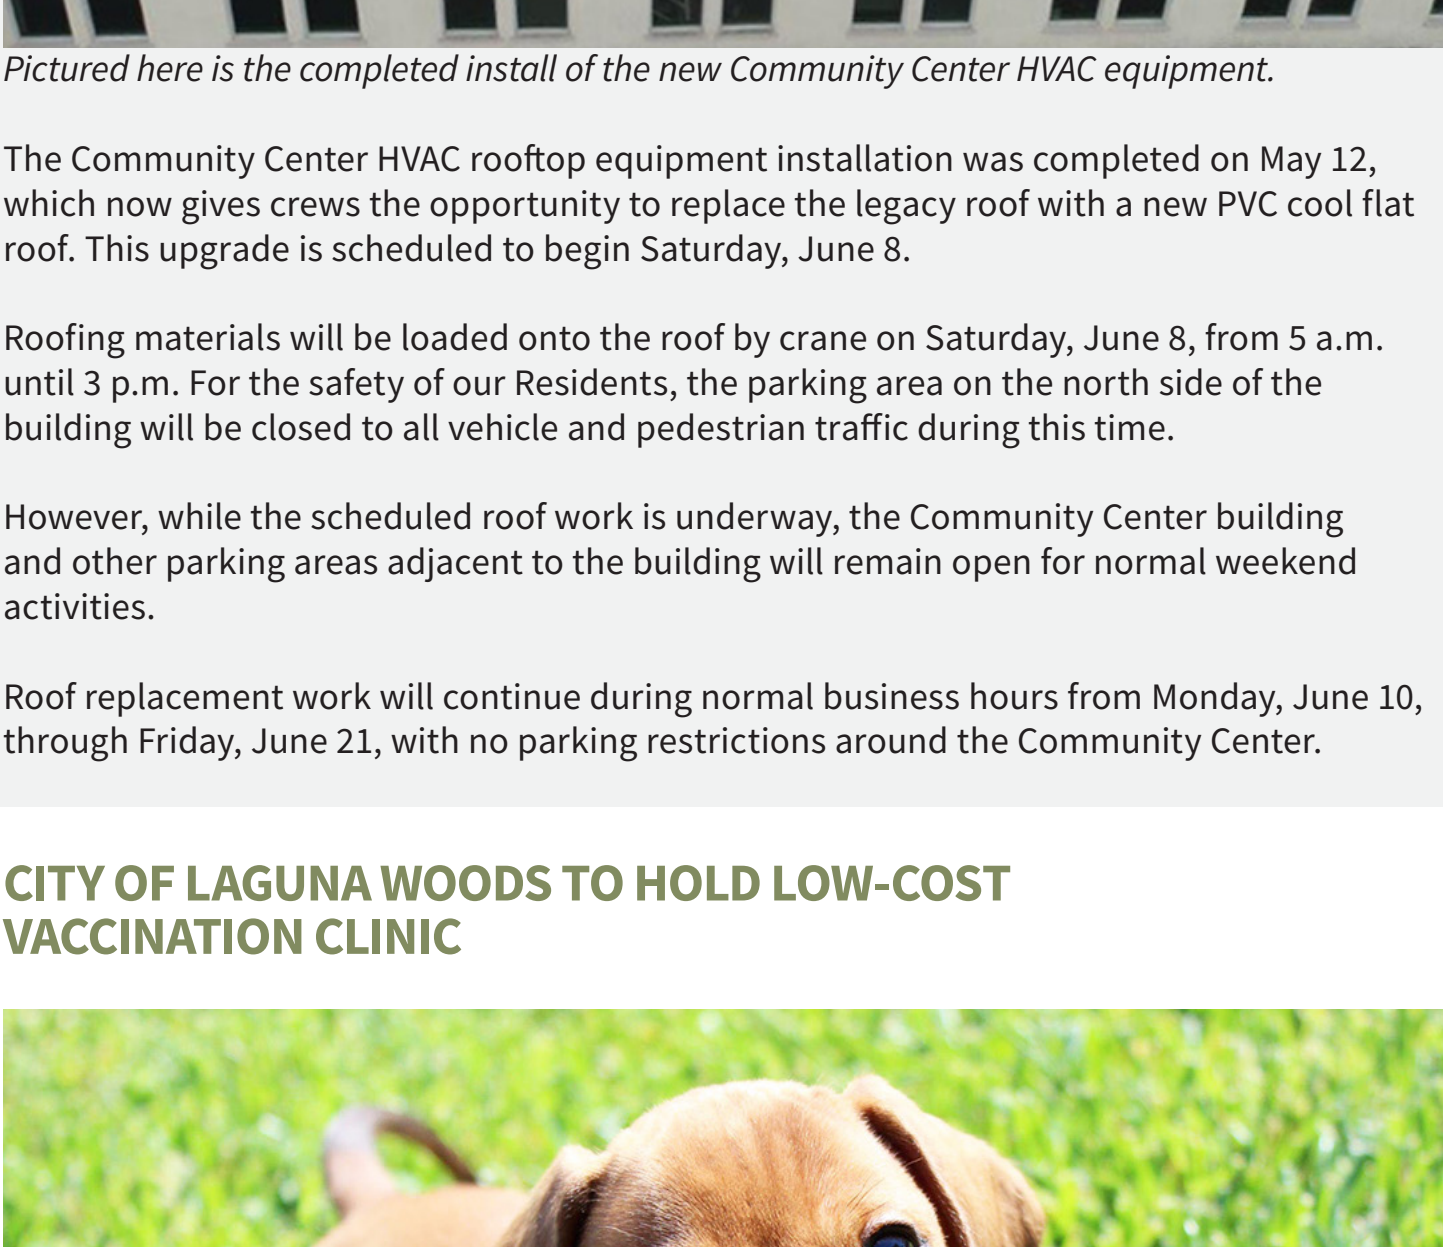 Pictured here is the completed install of the new Community Center HVAC equipment.
The Community Center HVAC rooftop equipment installation was completed on May 12,
which now gives crews the opportunity to replace the legacy roof with a new PVC cool flat
roof. This upgrade is scheduled to begin Saturday, June 8.
Roofing materials will be loaded onto the roof by crane on Saturday, June 8, from 5 a.m.
until 3 p.m. For the safety of our Residents, the parking area on the north side of the
building will be closed to all vehicle and pedestrian traffic during this time.
However, while the scheduled roof work is underway, the Community Center building
and other parking areas adjacent to the building will remain open for normal weekend
activities.
Roof replacement work will continue during normal business hours from Monday, June 10,
through Friday, June 21, with no parking restrictions around the Community Center.
CITY OF LAGUNA WOODS TO HOLD LOW-COST
VACCINATION CLINIC